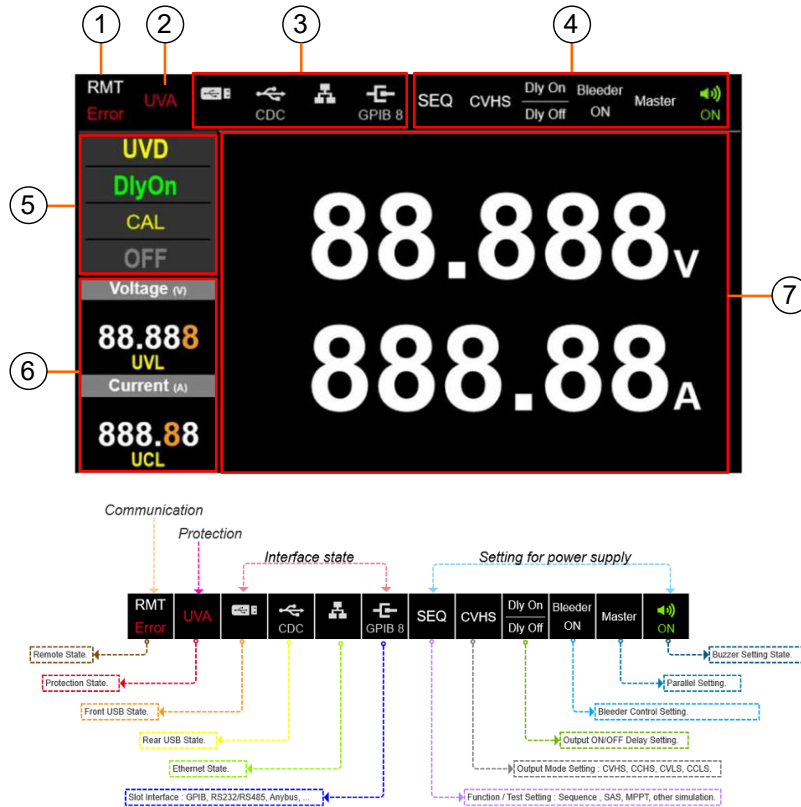 1
2
3
4
RMT
Error
UVA
CDC
GPIB 8
SEQ
CVHS
Dly On
Dly Off
Bleeder
ON
Master
ON
5
UVD
DlyOn
CAL
OFF
6
Voltage (V)
88.888
UVL
Current (A)
888.88
UCL
7
88.888 V
888.88 A
Communication
Protection
Interface state
Setting for power supply
RMT
Error
UVA
CDC
GPIB 8
SEQ
CVHS
Dly On
Dly Off
Bleeder
ON
Master
ON
Remote State.
Buzzer Setting State.
Protection State.
Parallel Setting.
Front USB State.
Bleeder Control Setting.
Rear USB State.
Output ON/OFF Delay Setting.
Ethernet State.
Output Mode Setting : CVHS, CCHS, CVLS, CCLS.
Slot Interface : GPIB, RS232/RS485, Anybus, ...
Function / Test Setting : Sequence , SAS, MPPT, other simulation.